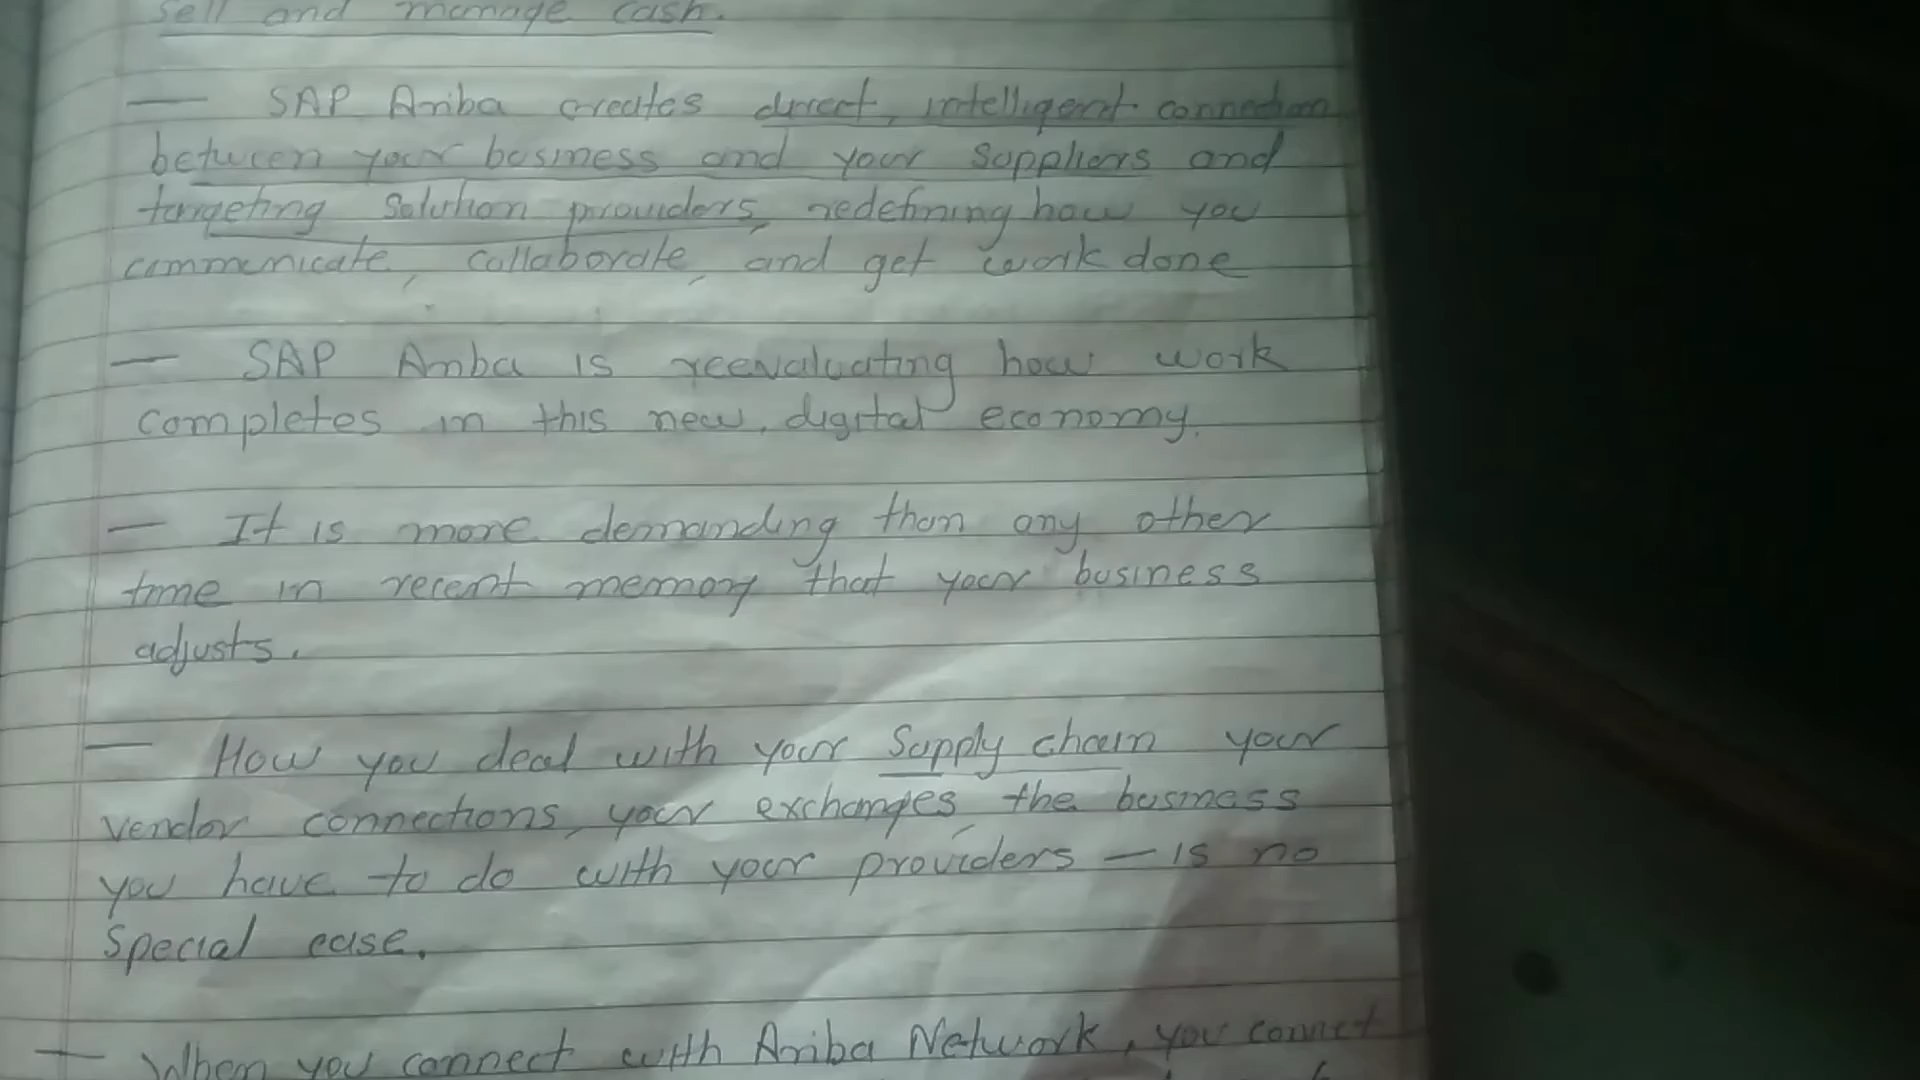 sell and manage cash.
— SAP Ariba creates direct, intelligent connection
between your business and your suppliers and
targeting solution providers, redefining how you
communicate, collaborate, and get work done
— SAP Ariba is reevaluating how work
completes in this new, digital economy.
— It is more demanding than any other
time in recent memory that your business
adjusts.
— How you deal with your Supply chain your
vendor connections, your exchanges, the business
you have to do with your providers — is no
special case.
— When you connect with Ariba Network, you connect